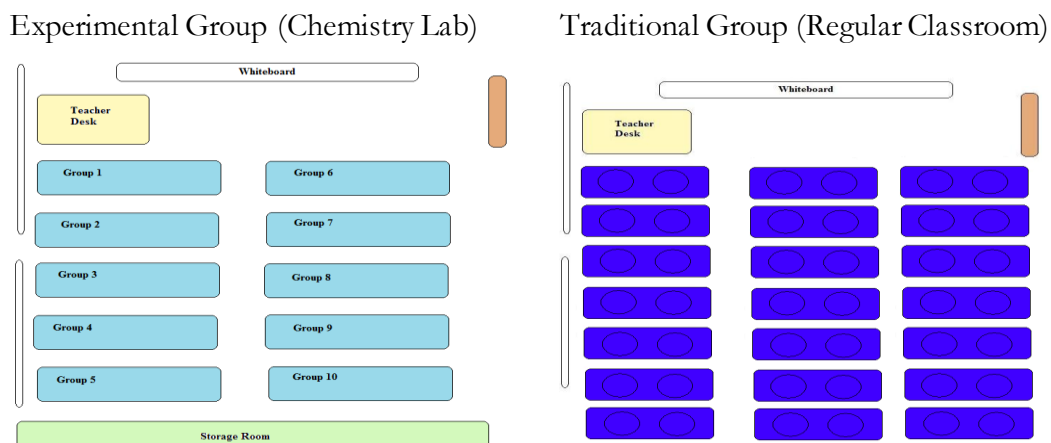 Experimental Group (Chemistry Lab)
Whiteboard
Teacher
Desk
Group 1
Group 6
Group 2
Group 7
Group 3
Group 8
Group 4
Group 9
Group 5
Group 10
Storage Room
Traditional Group (Regular Classroom)
Whiteboard
Teacher
Desk